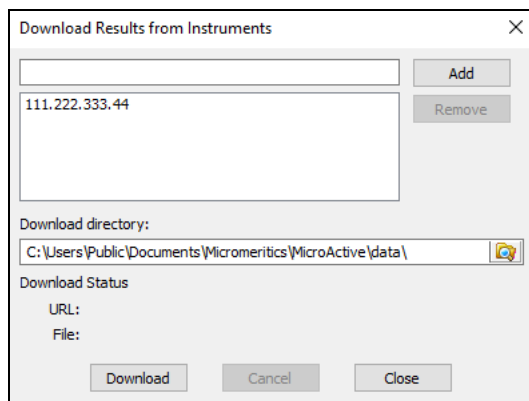 Download Results from Instruments
Add
111.222.333.44
Remove
Download directory:
C:\Users\Public\Documents\Micromeritics\MicroActive\data\
Download Status
URL:
File:
Download Cancel Close